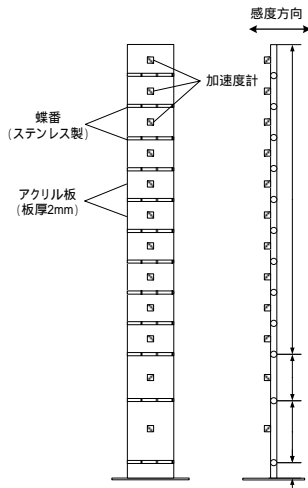 感度方向
加速度計
蝶番
(ステンレス製)
アクリル板
(板厚2mm)